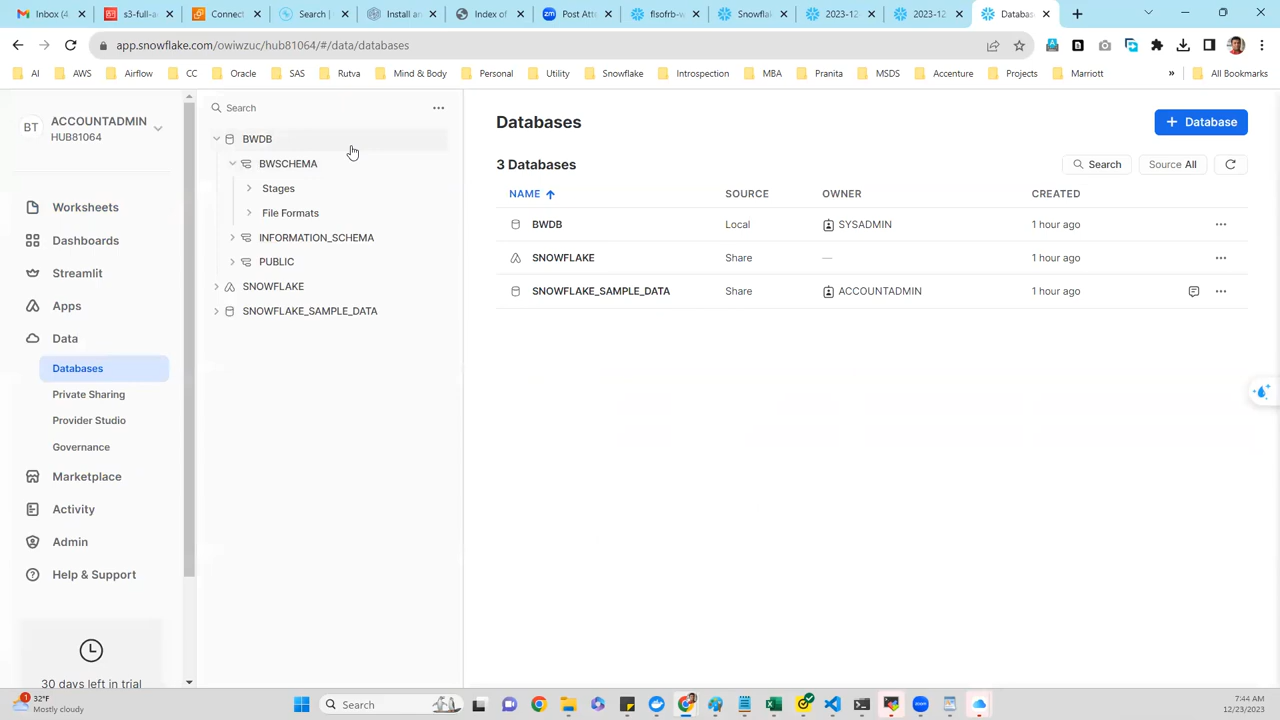 Inbox (
s3-full-a
Connect
Schema
Install an
Index of
Post Att
flsofrb-w
Snowflak
2023-12
2023-12
Databas
app.snowflake.com/owiwzuc/hub81064/#/data/databases
AI
AWS
Airflow
CC
Oracle
SAS
Rutva
Mind & Body
Personal
Utility
Snowflake
Introspection
MBA
Pranita
MSDS
Accenture
Projects
Marriott
»
All Bookmarks
BT
ACCOUNTADMIN
HUB81064
Worksheets
Dashboards
Streamlit
Apps
Data
Databases
Private Sharing
Provider Studio
Governance
Marketplace
Activity
Admin
Help & Support
30 days left in trial
Search
BWDB
BWSCHEMA
Stages
File Formats
INFORMATION_SCHEMA
PUBLIC
SNOWFLAKE
SNOWFLAKE_SAMPLE_DATA
Databases
+ Database
3 Databases
Search
Source All
NAME
SOURCE
OWNER
CREATED
BWDB
Local
SYSADMIN
1 hour ago
SNOWFLAKE
Share
—
1 hour ago
SNOWFLAKE_SAMPLE_DATA
Share
ACCOUNTADMIN
1 hour ago
1
32°F
Mostly cloudy
Search
7:44 AM
12/23/2023